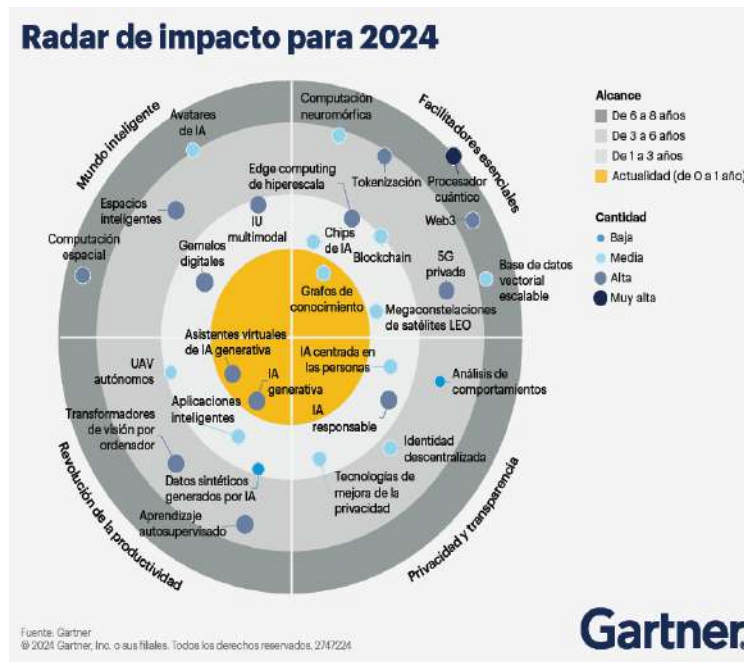 Radar de impacto para 2024
Mundo inteligente
Facilitadores esenciales
Avatares
de IA
Computación
neuromórfica
Edge computing
de hiperescala
Tokenización
Procesador
cuántico
Espacios
inteligentes
IU
multimodal
Web3
Computación
espacial
Gemelos
digitales
Chips
de IA
Blockchain
5G
privada
Base de datos
vectorial
escalable
Grafos de
conocimiento
Megaconstelaciones
de satélites LEO
Asistentes virtuales
de IA generativa
IA centrada en
las personas
UAV
autónomos
IA
generativa
Análisis de
comportamientos
Aplicaciones
inteligentes
IA
responsable
Transformadores
de visión por
ordenador
Identidad
descentralizada
Datos sintéticos
generados por IA
Tecnologías de
mejora de la
privacidad
Aprendizaje
autosupervisado
Revolución de la productividad
Privacidad y transparencia
Alcance
De 6 a 8 años
De 3 a 6 años
De 1 a 3 años
Actualidad (de 0 a 1 año)
Cantidad
Baja
Media
Alta
Muy alta
Fuente: Gartner
© 2024 Gartner, Inc. o sus filiales. Todos los derechos reservados. 2747224
Gartner.